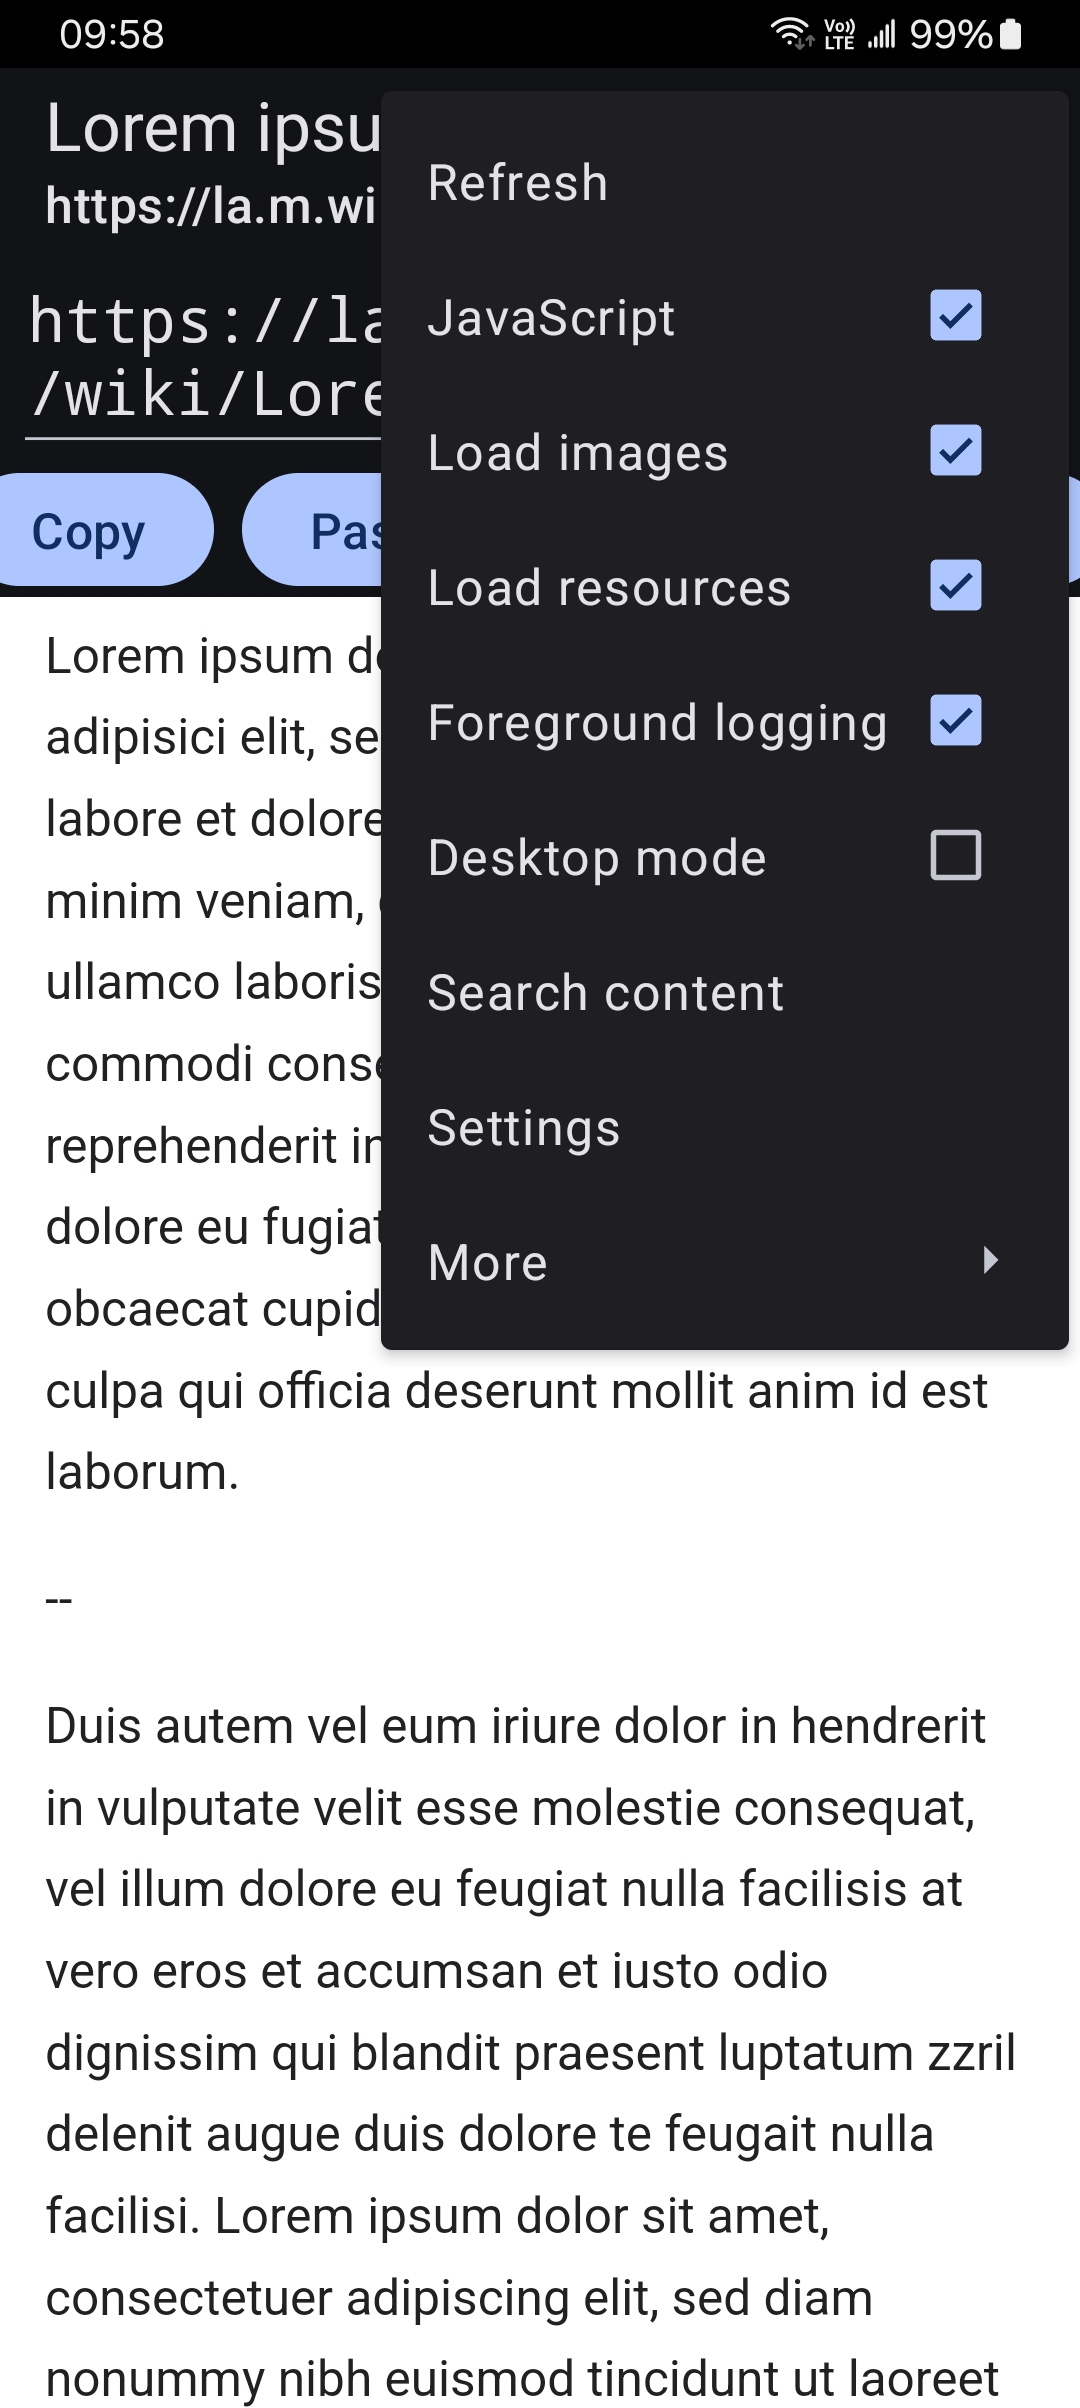 09:58
Vo)) LTE
99%
Lorem ipsu
https://la.m.wi
https://la
/wiki/Lore
Copy
Pas
Refresh
JavaScript
Load images
Load resources
Foreground logging
Desktop mode
Search content
Settings
More
Lorem ipsum do
adipisici elit, se
labore et dolore
minim veniam,
ullamco laboris
commodi conse
reprehenderit in
dolore eu fugiat
obcaecat cupid
culpa qui officia deserunt mollit anim id est
laborum.
--
Duis autem vel eum iriure dolor in hendrerit
in vulputate velit esse molestie consequat,
vel illum dolore eu feugiat nulla facilisis at
vero eros et accumsan et iusto odio
dignissim qui blandit praesent luptatum zzril
delenit augue duis dolore te feugait nulla
facilisi. Lorem ipsum dolor sit amet,
consectetuer adipiscing elit, sed diam
nonummy nibh euismod tincidunt ut laoreet